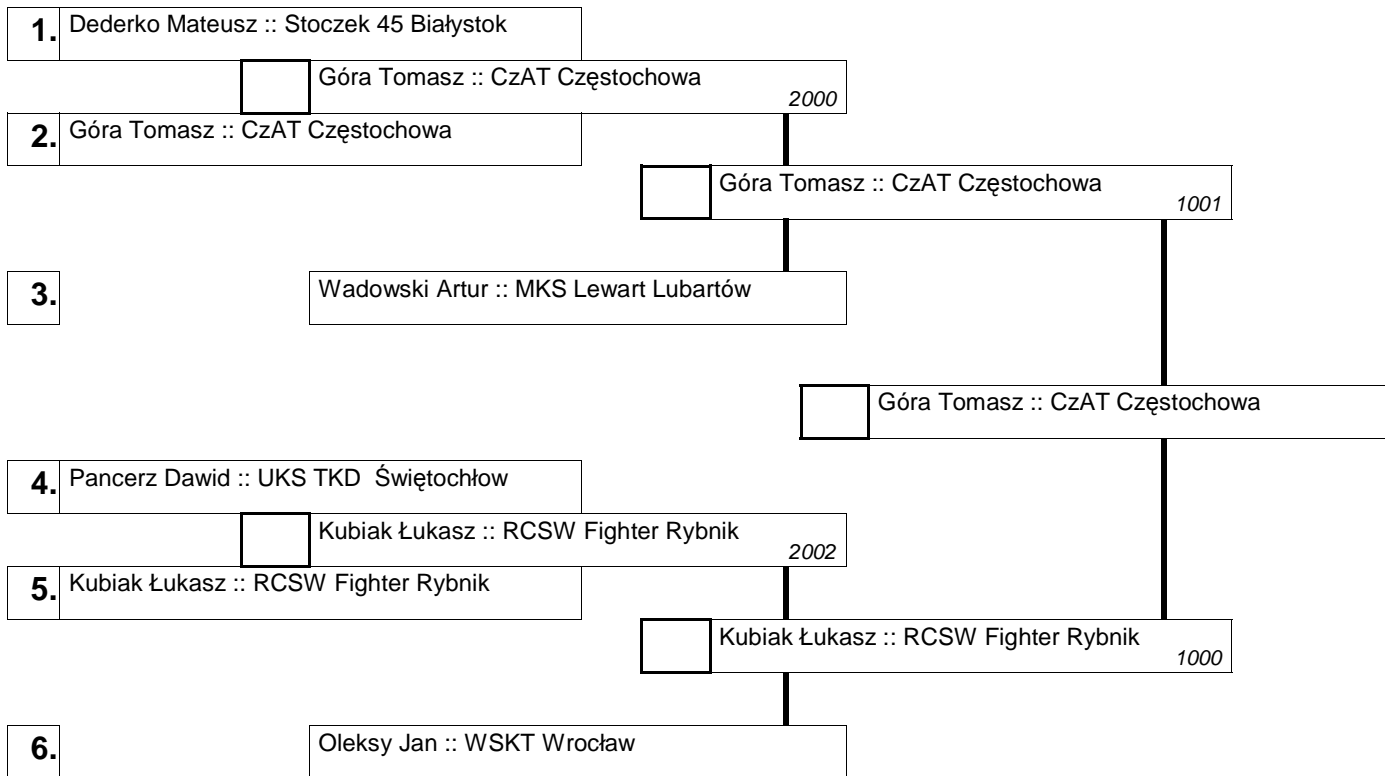 1. Dederko Mateusz :: Stoczek 45 Białystok
Góra Tomasz :: CzAT Częstochowa
2000
2. Góra Tomasz :: CzAT Częstochowa
Góra Tomasz :: CzAT Częstochowa
1001
3. Wadowski Artur :: MKS Lewart Lubartów
Góra Tomasz :: CzAT Częstochowa
4. Pancerz Dawid :: UKS TKD  Świętochłow
Kubiak Łukasz :: RCSW Fighter Rybnik
2002
5. Kubiak Łukasz :: RCSW Fighter Rybnik
Kubiak Łukasz :: RCSW Fighter Rybnik
1000
6. Oleksy Jan :: WSKT Wrocław